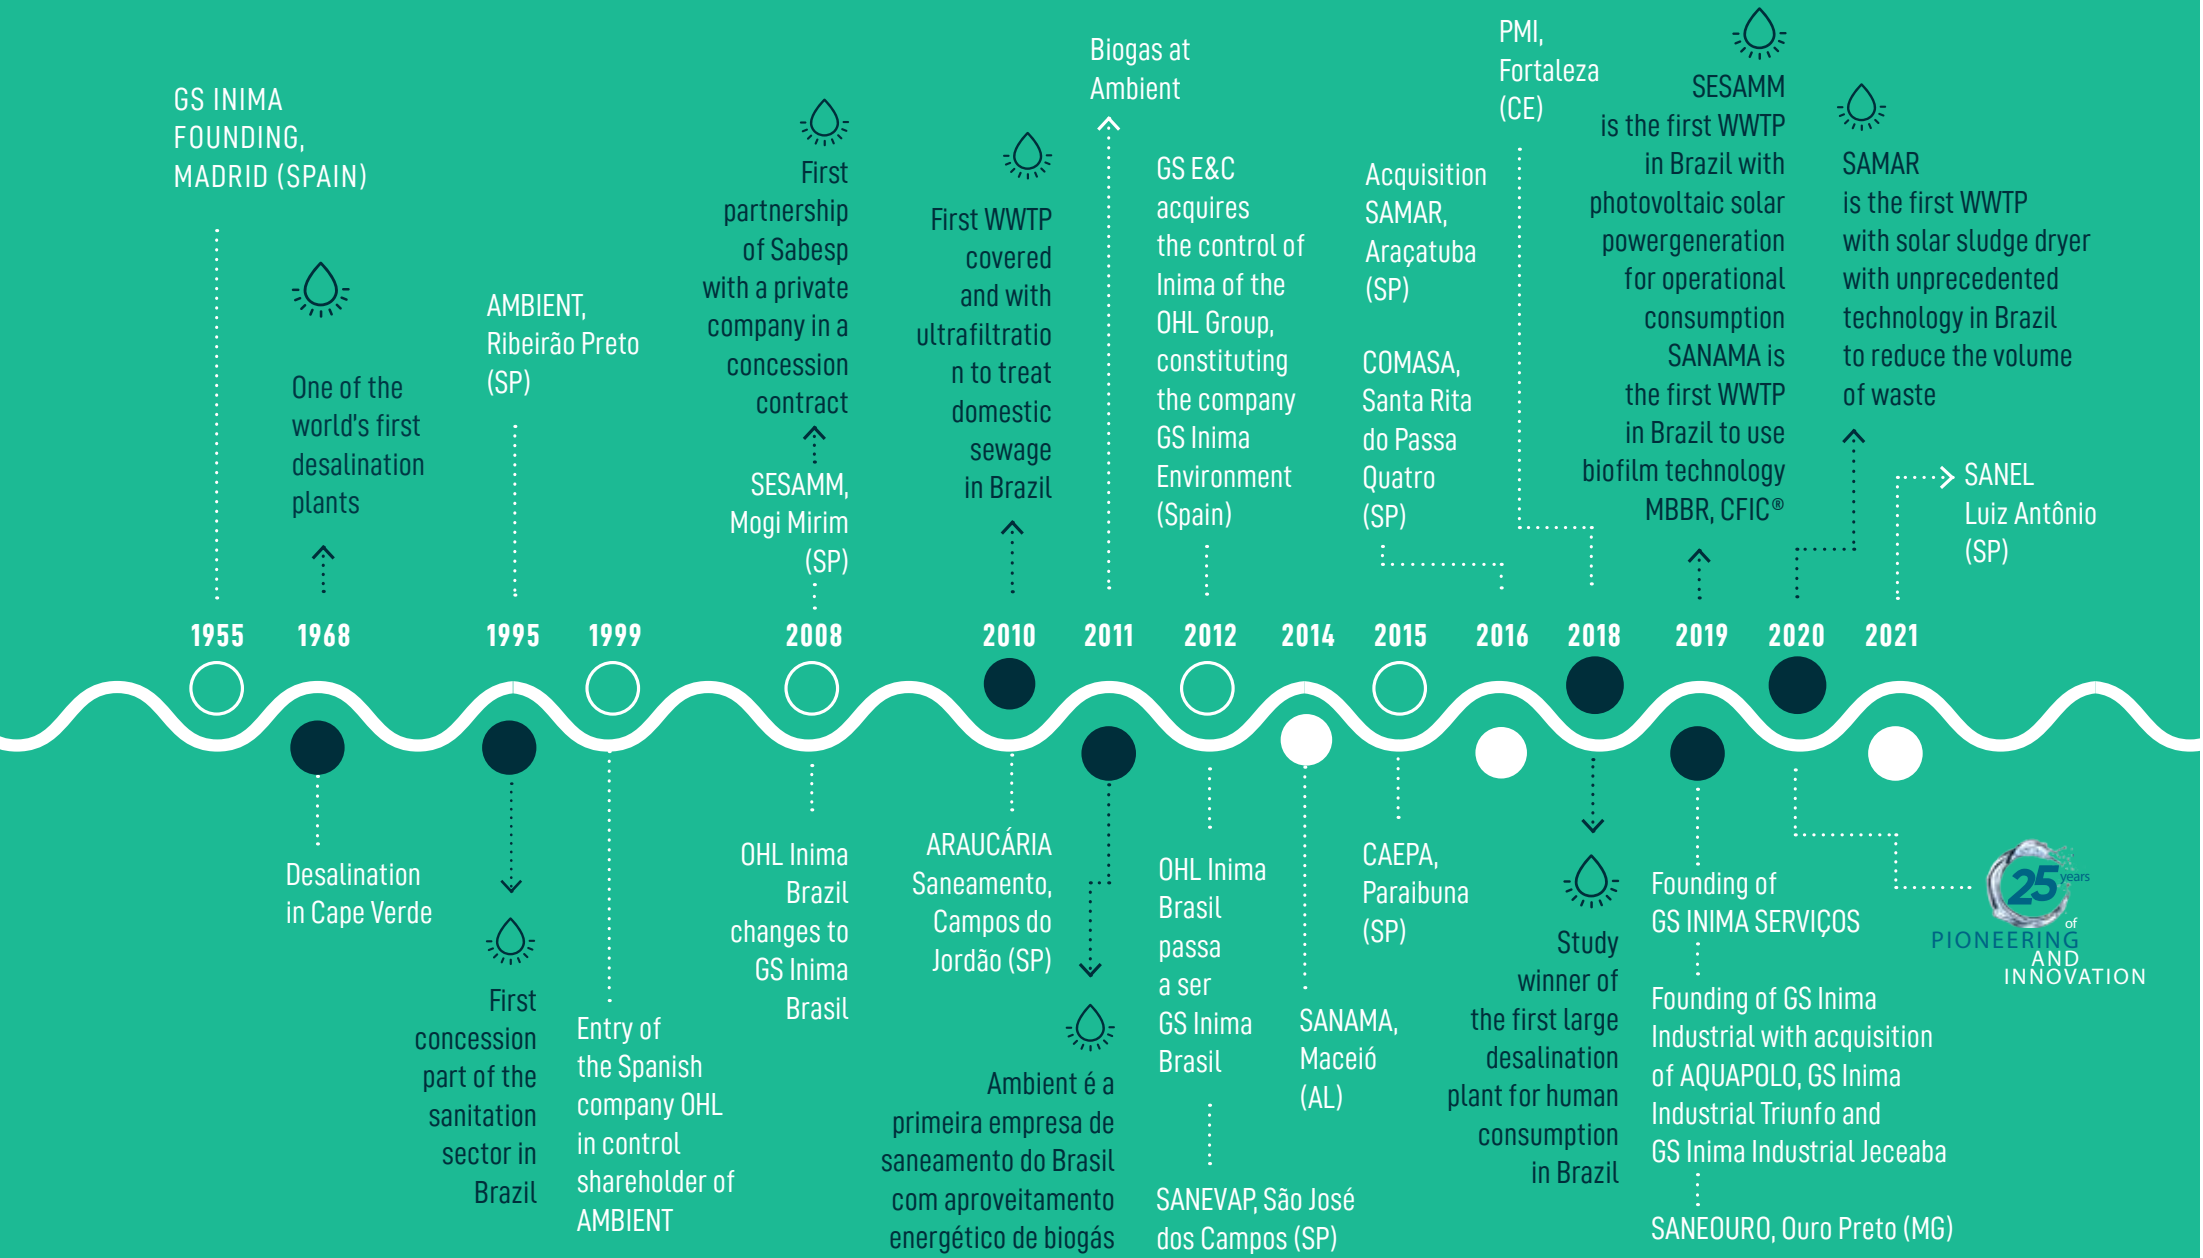 GS INIMA
FOUNDING,
MADRID (SPAIN)
One of the
world's first
desalination
plants
AMBIENT,
Ribeirão Preto
(SP)
First
partnership
of Sabesp
with a private
company in a
concession
contract
SESAMM,
Mogi Mirim
(SP)
First WWTP
covered
and with
ultrafiltratio
n to treat
domestic
sewage
in Brazil
Biogas at
Ambient
GS E&C
acquires
the control of
Inima of the
OHL Group,
constituting
the company
GS Inima
Environment
(Spain)
Acquisition
SAMAR,
Araçatuba
(SP)
COMASA,
Santa Rita
do Passa
Quatro
(SP)
PMI,
Fortaleza
(CE)
SESAMM
is the first WWTP
in Brazil with
photovoltaic solar
powergeneration
for operational
consumption
SANAMA is
the first WWTP
in Brazil to use
biofilm technology
MBBR, CFIC®
SAMAR
is the first WWTP
with solar sludge dryer
with unprecedented
technology in Brazil
to reduce the volume
of waste
SANEL
Luiz Antônio
(SP)
1955 1968 1995 1999 2008 2010 2011 2012 2014 2015 2016 2018 2019 2020 2021
Desalination
in Cape Verde
First
concession
part of the
sanitation
sector in
Brazil
Entry of
the Spanish
company OHL
in control
shareholder of
AMBIENT
OHL Inima
Brazil
changes to
GS Inima
Brasil
ARAUCÁRIA
Saneamento,
Campos do
Jordão (SP)
Ambient é a
primeira empresa de
saneamento do Brasil
com aproveitamento
energético de biogás
OHL Inima
Brasil
passa
a ser
GS Inima
Brasil
SANEVAP, São José
dos Campos (SP)
SANAMA,
Maceió
(AL)
CAEPA,
Paraibuna
(SP)
Study
winner of
the first large
desalination
plant for human
consumption
in Brazil
Founding of
GS INIMA SERVIÇOS
Founding of GS Inima
Industrial with acquisition
of AQUAPOLO, GS Inima
Industrial Triunfo and
GS Inima Industrial Jeceaba
SANEOURO, Ouro Preto (MG)
25 years
of
PIONEERING
AND
INNOVATION